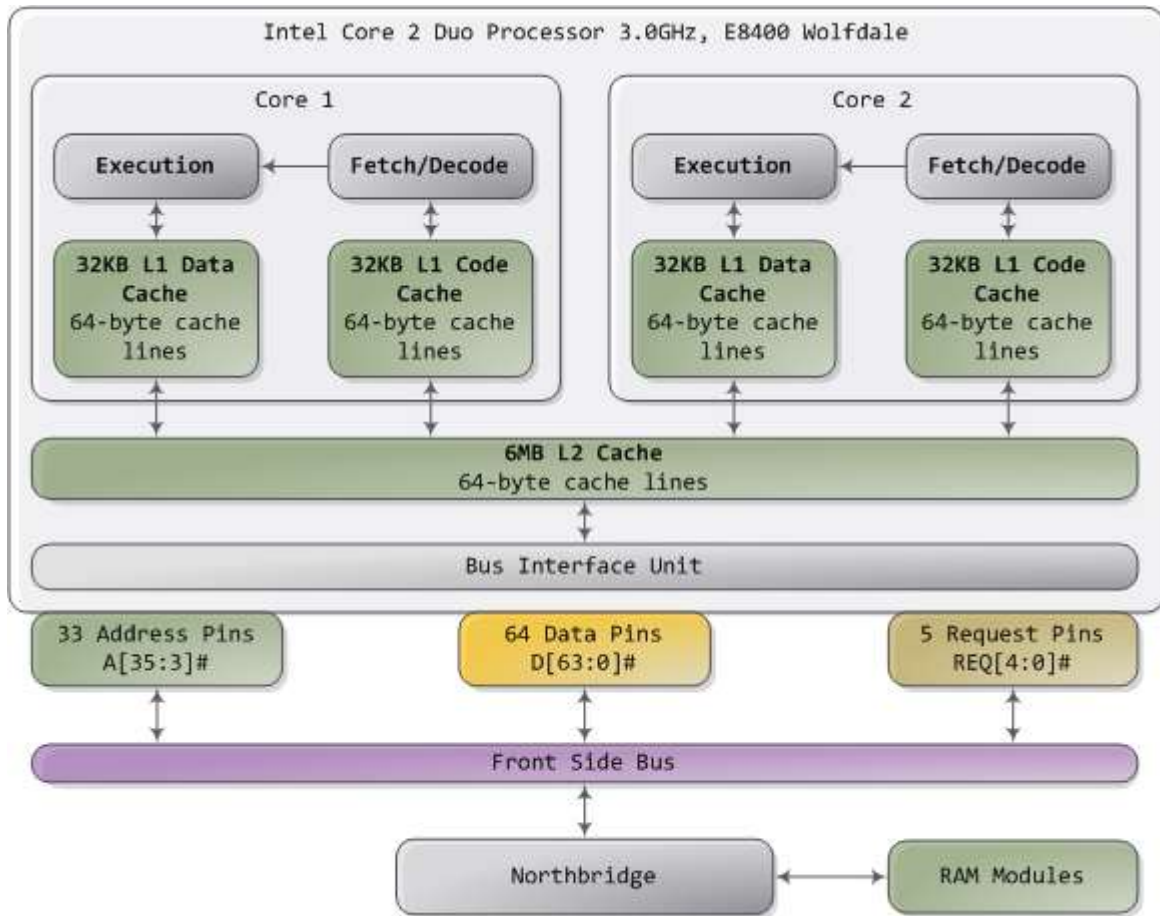 Intel Core 2 Duo Processor 3.0GHz, E8400 Wolfdale
Core 1
Execution
Fetch/Decode
32KB L1 Data
Cache
64-byte cache
lines
32KB L1 Code
Cache
64-byte cache
lines
Core 2
Execution
Fetch/Decode
32KB L1 Data
Cache
64-byte cache
lines
32KB L1 Code
Cache
64-byte cache
lines
6MB L2 Cache
64-byte cache lines
Bus Interface Unit
33 Address Pins
A[35:3]#
64 Data Pins
D[63:0]#
5 Request Pins
REQ[4:0]#
Front Side Bus
Northbridge
RAM Modules